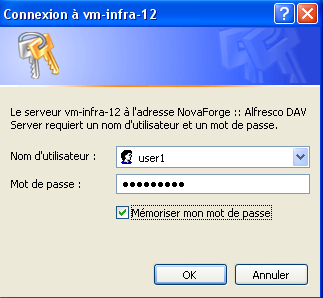 Connexion à vm-infra-12
Le serveur vm-infra-12 à l'adresse NovaForge :: Alfresco DAV
Server requiert un nom d'utilisateur et un mot de passe.
Nom d'utilisateur : user1
Mot de passe : •••••••••
Mémoriser mon mot de passe
OK Annuler